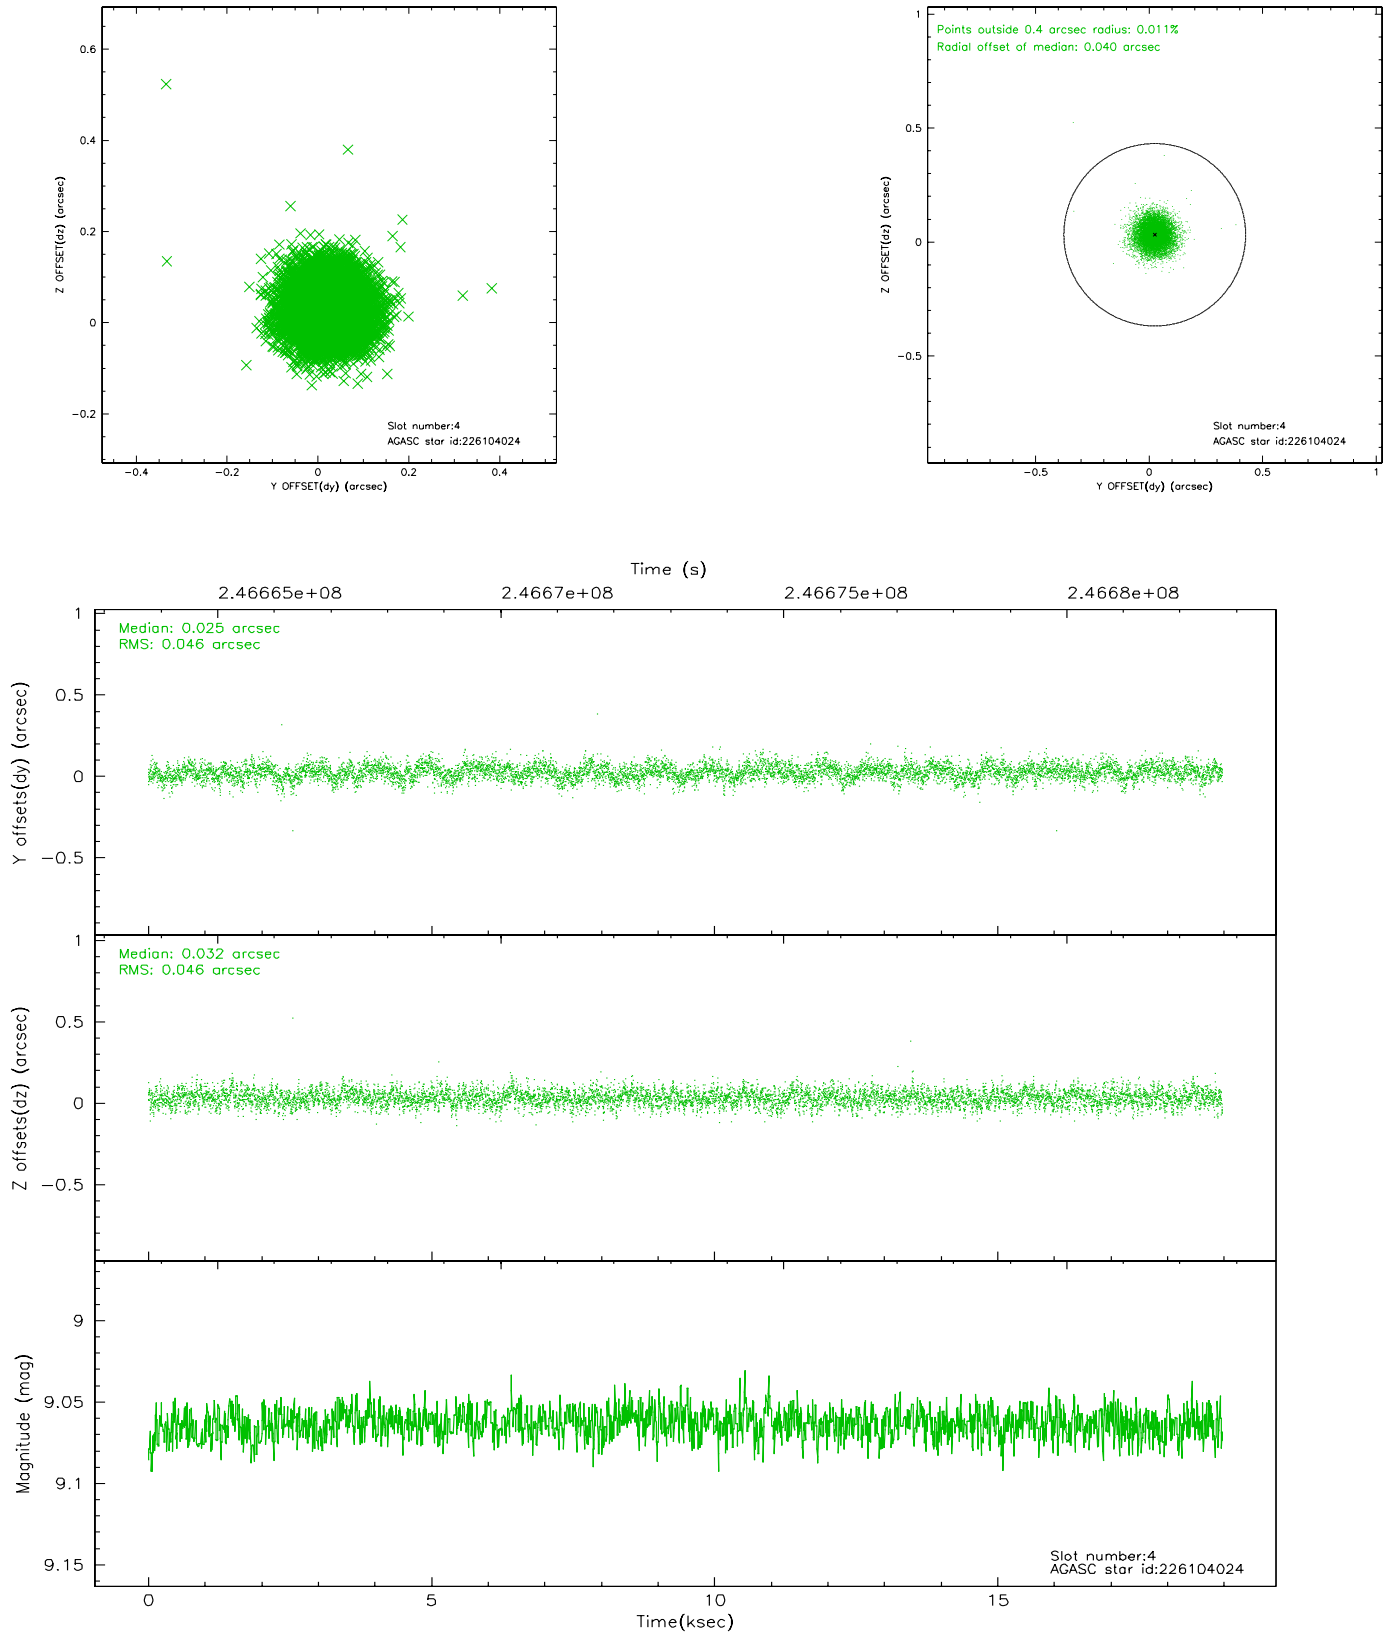 0.6
0.4
0.2
0
-0.2
-0.4
-0.2
0
0.2
0.4
Z OFFSET(dz) (arcsec)
Y OFFSET(dy) (arcsec)
Slot number:4
AGASC star id:226104024
Points outside 0.4 arcsec radius: 0.011%
Radial offset of median: 0.040 arcsec
1
0.5
0
-0.5
-0.5
0
0.5
1
Z OFFSET(dz) (arcsec)
Y OFFSET(dy) (arcsec)
Slot number:4
AGASC star id:226104024
Time (s)
2.46665e+08
2.4667e+08
2.46675e+08
2.4668e+08
Median: 0.025 arcsec
RMS: 0.046 arcsec
1
0.5
0
-0.5
Y offsets(dy) (arcsec)
Median: 0.032 arcsec
RMS: 0.046 arcsec
1
0.5
0
-0.5
Z offsets(dz) (arcsec)
9
9.05
9.1
9.15
Magnitude (mag)
Slot number:4
AGASC star id:226104024
0
5
10
15
Time(ksec)